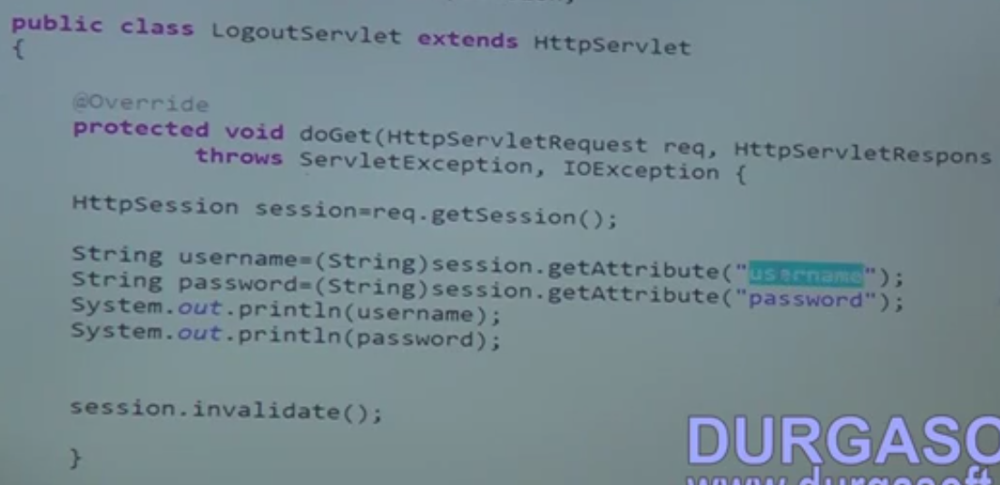 public class LogoutServlet extends HttpServlet
{
@Override
protected void doGet(HttpServletRequest req, HttpServletRespons
throws ServletException, IOException {
HttpSession session=req.getSession();
String username=(String)session.getAttribute("username");
String password=(String)session.getAttribute("password");
System.out.println(username);
System.out.println(password);
session.invalidate();
}
DURGASO
www.durgasoft